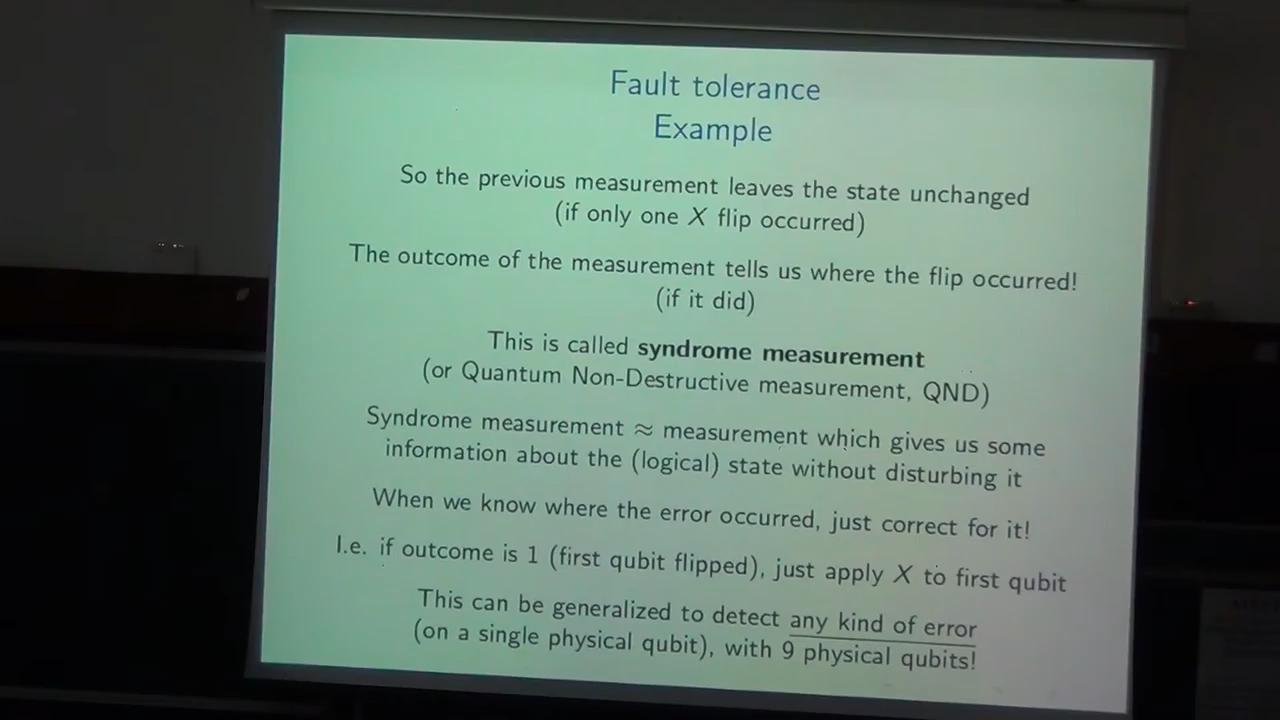 Fault tolerance
Example
So the previous measurement leaves the state unchanged
(if only one X flip occurred)
The outcome of the measurement tells us where the flip occurred!
(if it did)
This is called syndrome measurement
(or Quantum Non-Destructive measurement, QND)
Syndrome measurement ≈ measurement which gives us some
information about the (logical) state without disturbing it
When we know where the error occurred, just correct for it!
I.e. if outcome is 1 (first qubit flipped), just apply X to first qubit
This can be generalized to detect any kind of error
(on a single physical qubit), with 9 physical qubits!